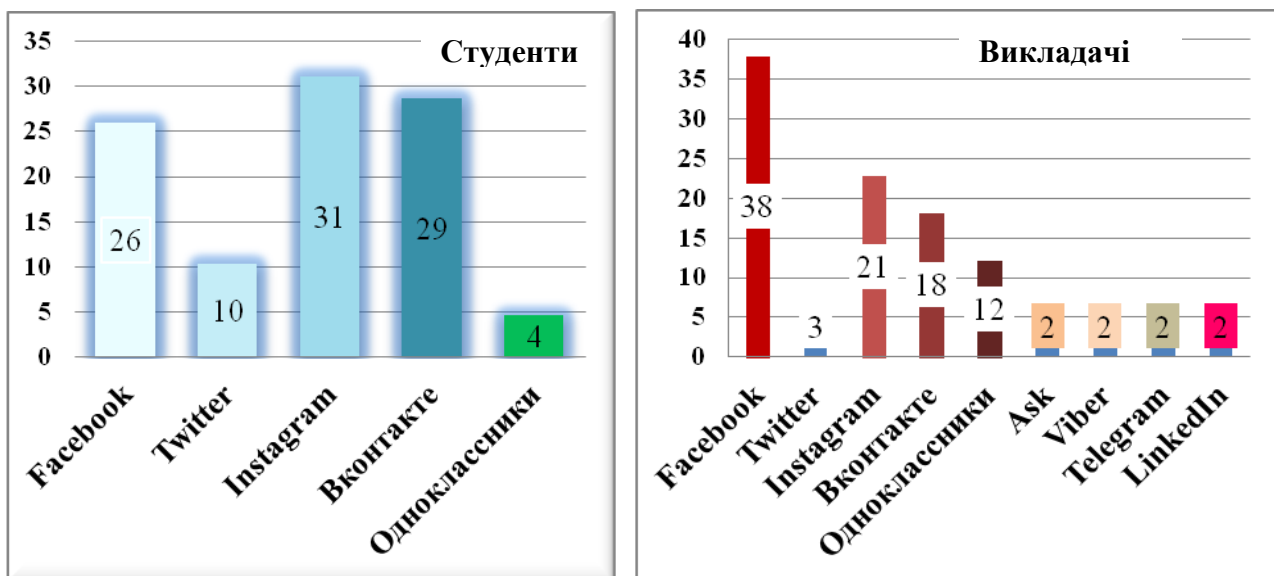 Студенти
35
30
25
20
15
10
5
0
26
10
31
29
4
Facebook
Twitter
Instagram
Вконтакте
Одноклассники
Викладачі
40
35
30
25
20
15
10
5
0
38
3
21
18
12
2
2
2
2
Facebook
Twitter
Instagram
Вконтакте
Одноклассники
Ask
Viber
Telegram
LinkedIn